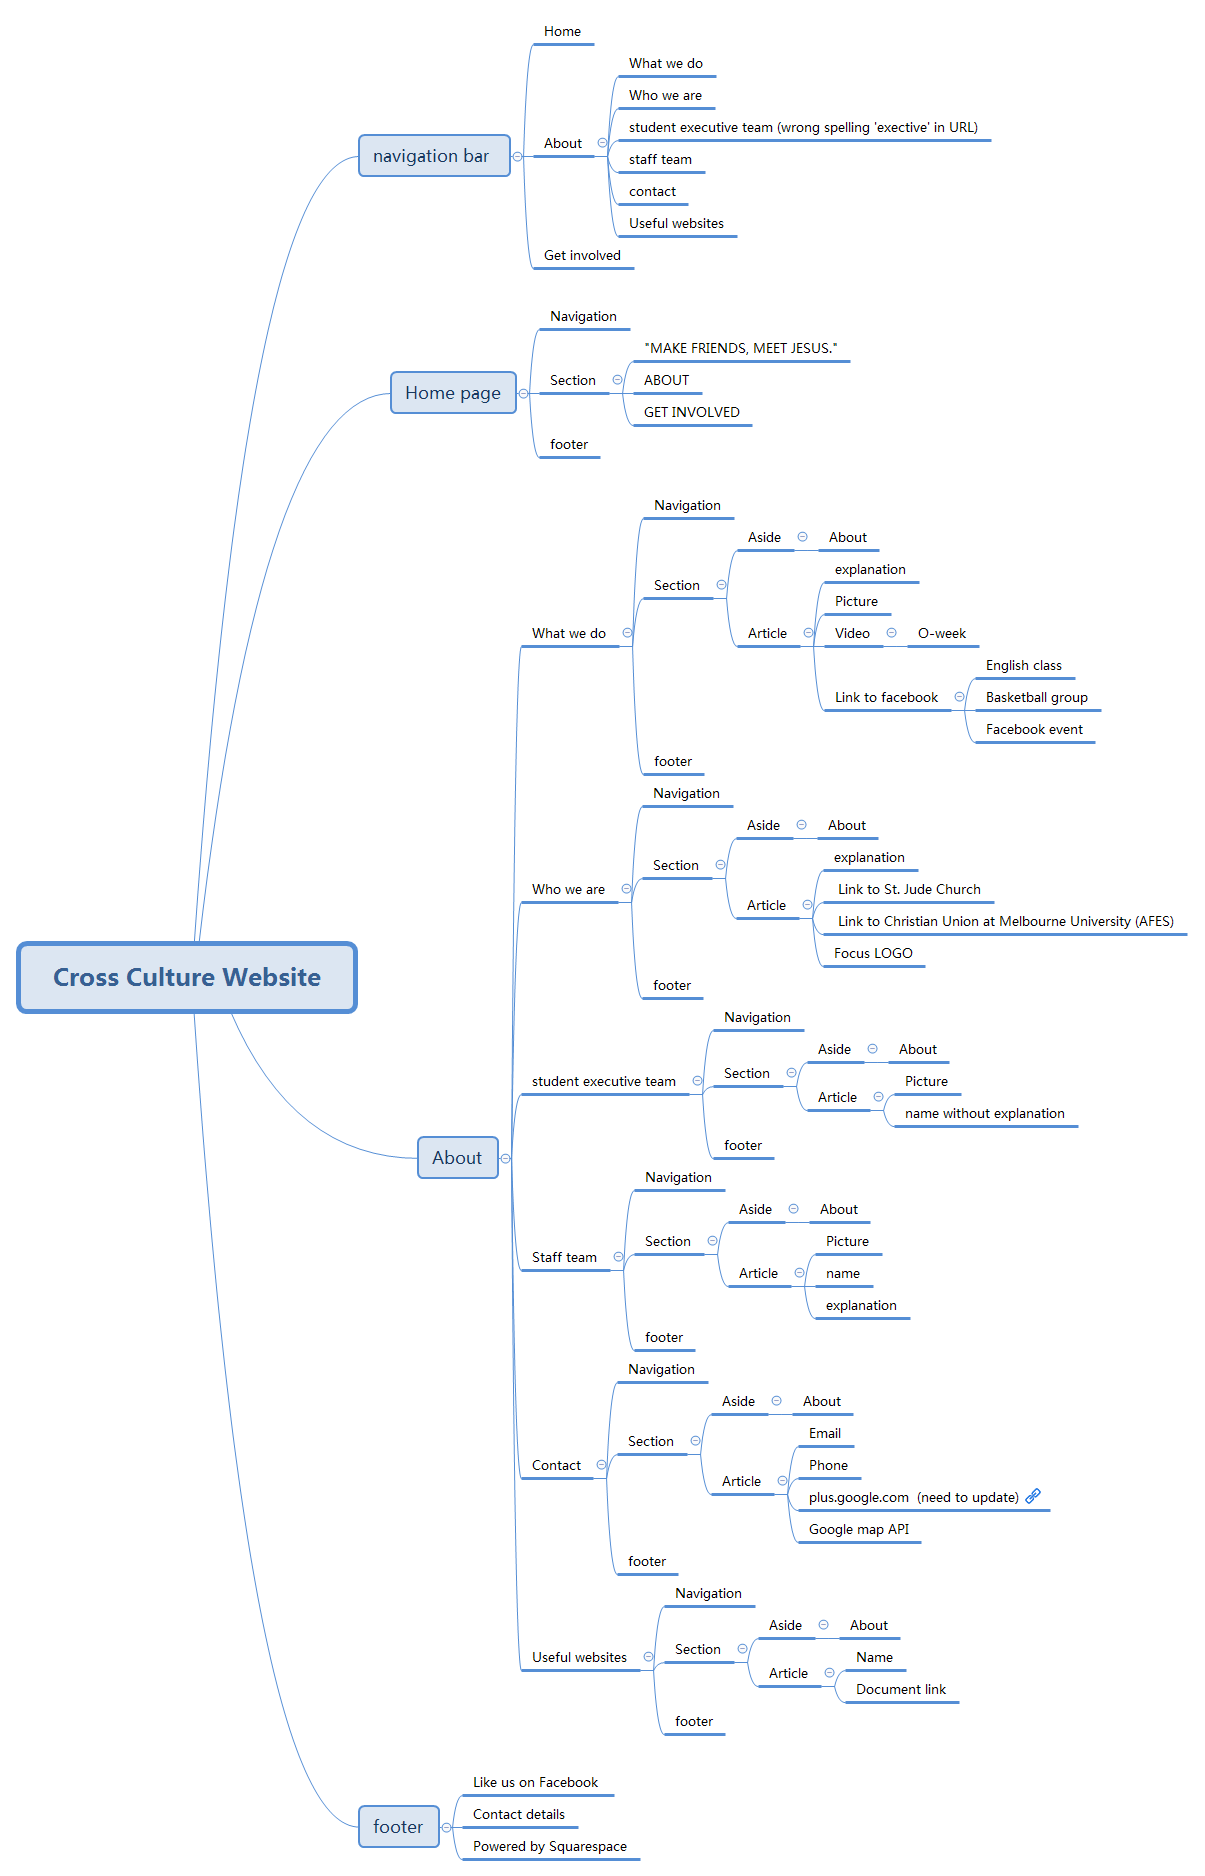 Home
What we do
Who we are
student executive team (wrong spelling 'exective' in URL)
About
staff team
navigation bar
contact
Useful websites
Get involved
Navigation
"MAKE FRIENDS, MEET JESUS."
Section
ABOUT
Home page
GET INVOLVED
footer
Navigation
Aside
About
explanation
Section
Picture
What we do
Article
Video
O-week
English class
Link to facebook
Basketball group
Facebook event
footer
Navigation
Aside
About
explanation
Section
Who we are
Link to St. Jude Church
Article
Link to Christian Union at Melbourne University (AFES)
Focus LOGO
footer
Cross Culture Website
Navigation
Aside
About
Section
student executive team
Picture
Article
name without explanation
footer
About
Navigation
Aside
About
Section
Picture
Staff team
Article
name
explanation
footer
Navigation
Aside
About
Section
Email
Contact
Phone
Article
plus.google.com  (need to update)
Google map API
footer
Navigation
Aside
About
Section
Useful websites
Name
Article
Document link
footer
Like us on Facebook
footer
Contact details
Powered by Squarespace